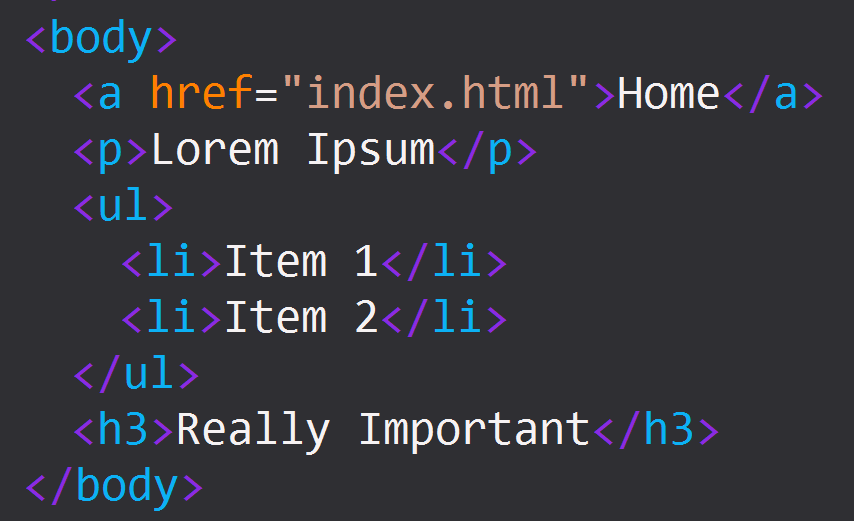 <body>
<a href="index.html">Home</a>
<p>Lorem Ipsum</p>
<ul>
<li>Item 1</li>
<li>Item 2</li>
</ul>
<h3>Really Important</h3>
</body>